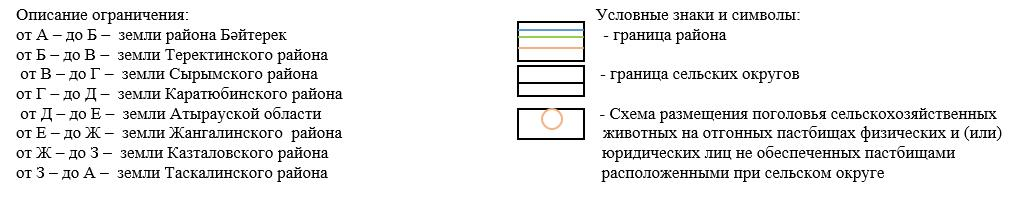 Описание ограничения:
от А – до Б – земли района Бәйтерек
от Б – до В – земли Теректинского района
от В – до Г – земли Сырымского района
от Г – до Д – земли Каратюбинского района
от Д – до Е – земли Атырауской области
от Е – до Ж – земли Жангалинского района
от Ж – до З – земли Казталовского района
от З – до А – земли Таскалинского района
Условные знаки и символы:
- граница района
- граница сельских округов
- Схема размещения поголовья сельскохозяйственных
животных на отгонных пастбищах физических и (или)
юридических лиц не обеспеченных пастбищами
расположенными при сельском округе